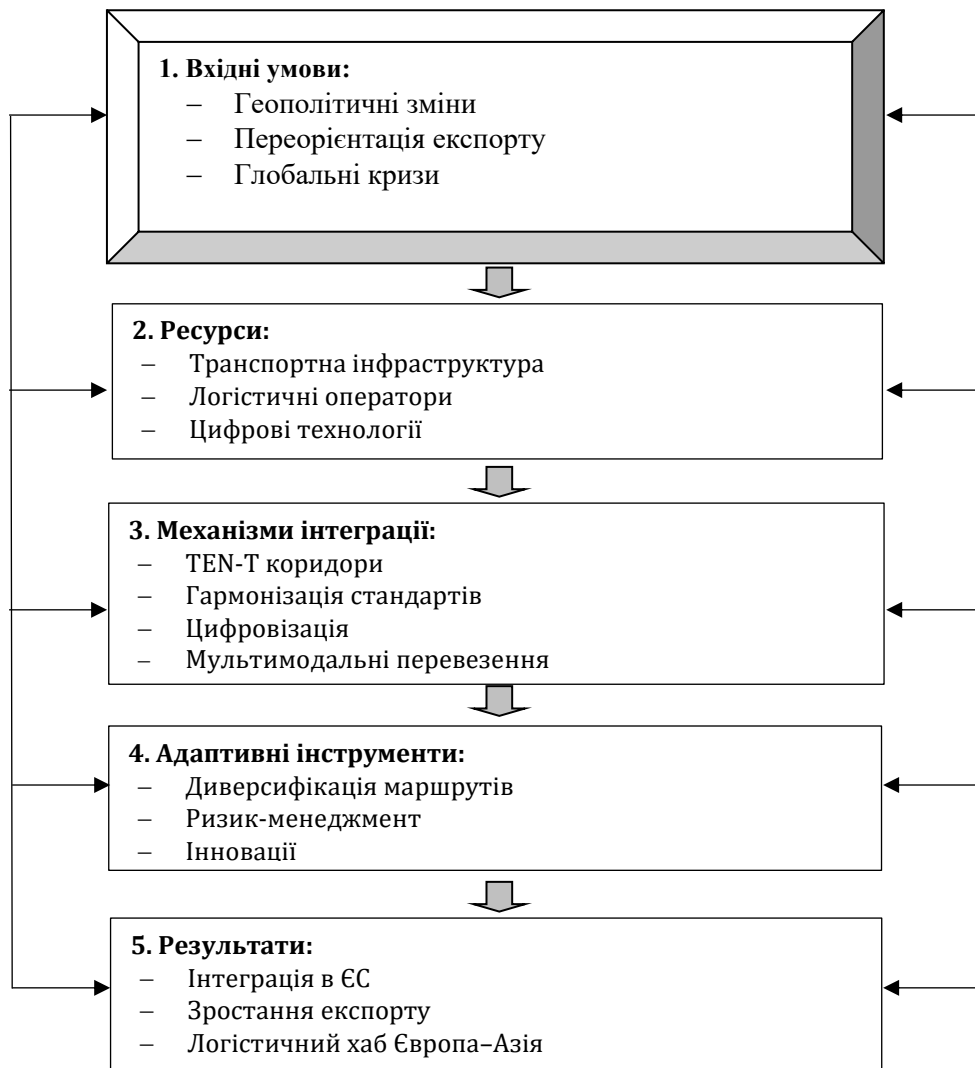 1. Вхідні умови:
– Геополітичні зміни
– Переорієнтація експорту
– Глобальні кризи
2. Ресурси:
– Транспортна інфраструктура
– Логістичні оператори
– Цифрові технології
3. Механізми інтеграції:
– TEN-T коридори
– Гармонізація стандартів
– Цифровізація
– Мультимодальні перевезення
4. Адаптивні інструменти:
– Диверсифікація маршрутів
– Ризик-менеджмент
– Інновації
5. Результати:
– Інтеграція в ЄС
– Зростання експорту
– Логістичний хаб Європа–Азія